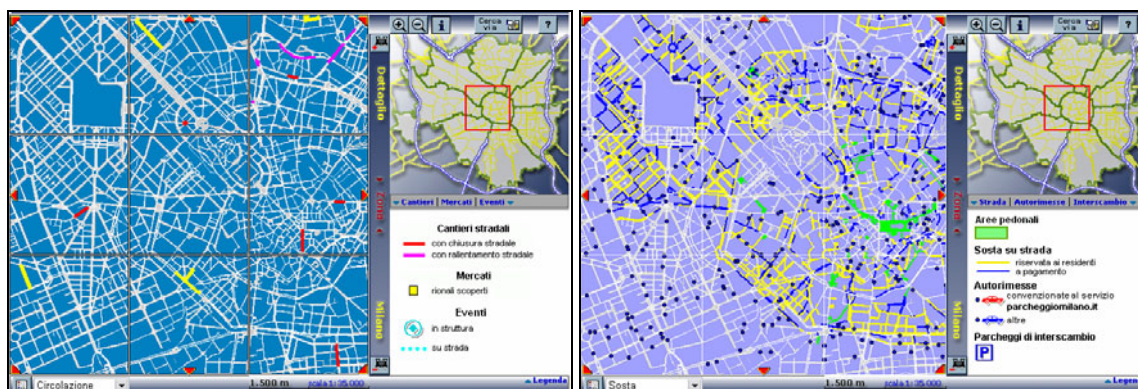 i
Cerca
via
?
Dettaglio
Zone
Milano
Cantieri | Mercati | Eventi
Cantieri stradali
con chiusura stradale
con rallentamento stradale
Mercati
rionali scoperti
Eventi
in struttura
su strada
Circolazione
1.500 m
scala 1: 35.000
Legenda
i
Cerca
via
?
Dettaglio
Zone
Milano
Strada | Autorimesse | Interscambio
Aree pedonali
Sosta su strada
riservata ai residenti
a pagamento
Autorimesse
convenzionate al servizio
parcheggiomilano.it
altre
Parcheggi di interscambio
P
Sosta
1.500 m
scala 1: 35.000
Legenda